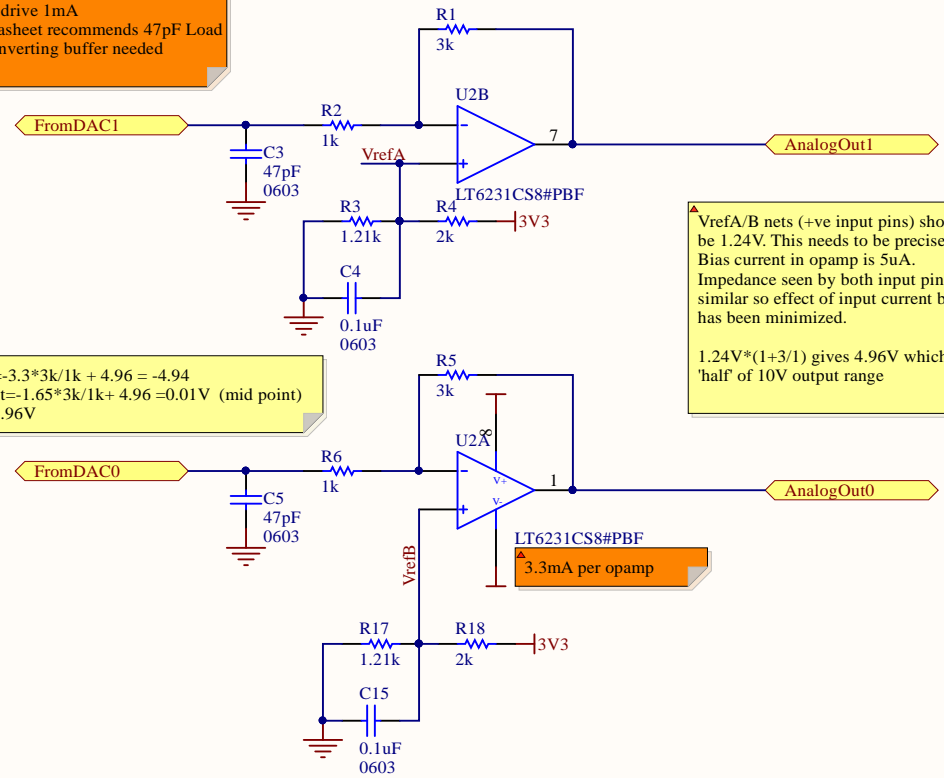 drive 1mA
asheet recommends 47pF Load
nverting buffer needed
R1
3k
U2B
FromDAC1
R2
1k
7
AnalogOut1
C3
47pF
0603
VrefA
LT6231CS8#PBF
R3
1.21k
R4
2k
3V3
C4
0.1uF
0603
VrefA/B nets (+ve input pins) sho
be 1.24V. This needs to be precise
Bias current in opamp is 5uA.
Impedance seen by both input pin
similar so effect of input current b
has been minimized.
1.24V*(1+3/1) gives 4.96V which
'half' of 10V output range
=-3.3*3k/1k + 4.96 = -4.94
t=-1.65*3k/1k+ 4.96 =0.01V (mid point)
.96V
R5
3k
8
U2A
FromDAC0
R6
1k
V+
V-
1
AnalogOut0
C5
47pF
0603
LT6231CS8#PBF
3.3mA per opamp
VrefB
R17
1.21k
R18
2k
3V3
C15
0.1uF
0603